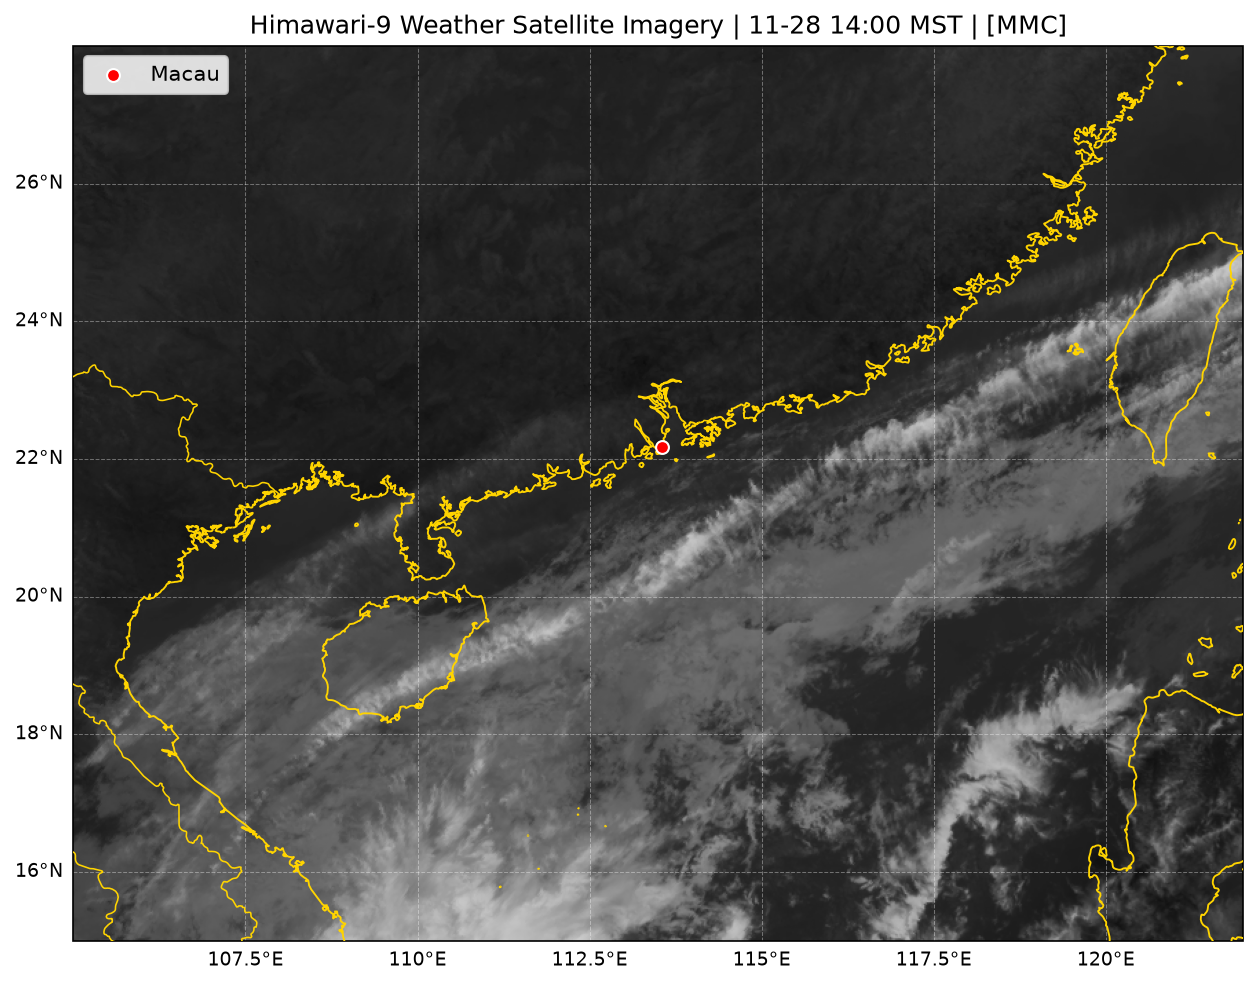 Himawari-9 Weather Satellite Imagery | 11-28 14:00 MST | [MMC]
Macau
26°N
24°N
22°N
20°N
18°N
16°N
107.5°E 110°E 112.5°E 115°E 117.5°E 120°E